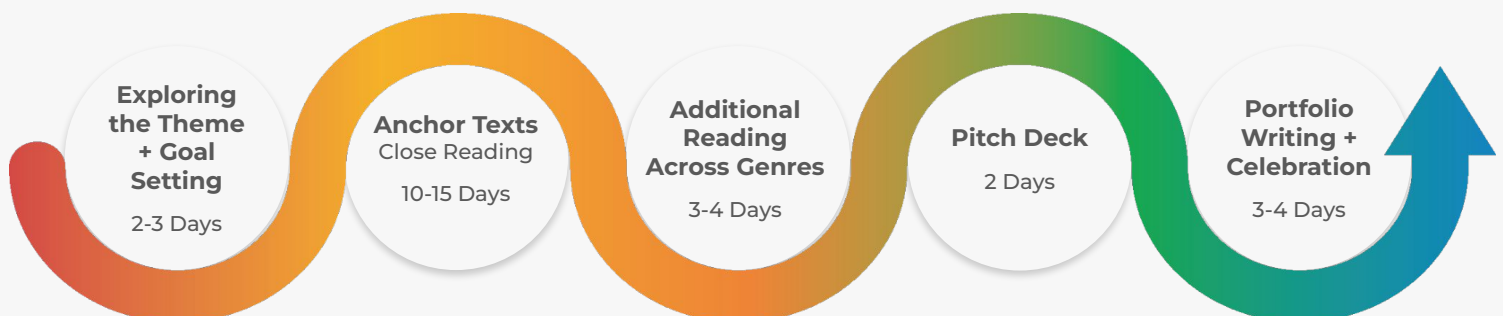 Exploring
the Theme
+ Goal
Setting
2-3 Days
Anchor Texts
Close Reading
10-15 Days
Additional
Reading
Across Genres
3-4 Days
Pitch Deck
2 Days
Portfolio
Writing +
Celebration
3-4 Days